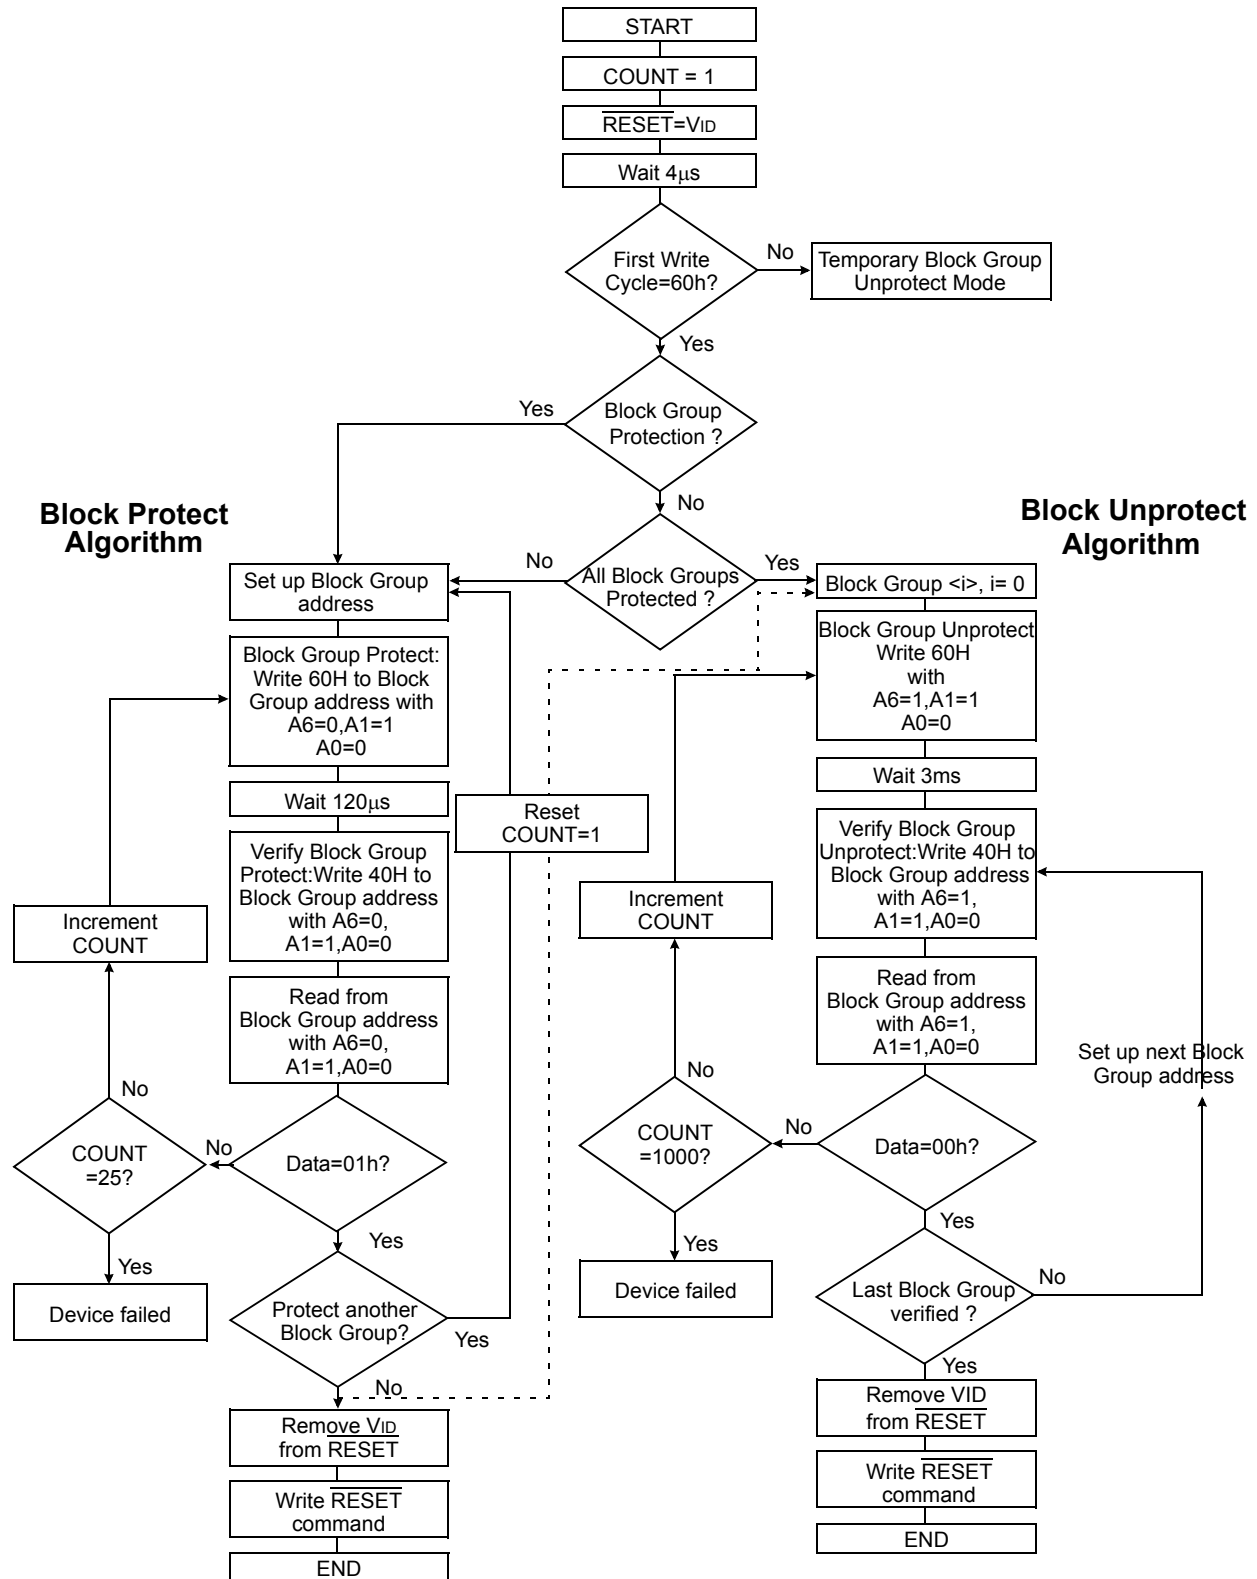 START
COUNT = 1
RESET=VID
Wait 4μs
First Write
Cycle=60h?
No
Temporary Block Group
Unprotect Mode
Yes
Block Group
Protection ?
Yes
No
Block Protect
Algorithm
Block Unprotect
Algorithm
All Block Groups
Protected ?
No
Yes
Set up Block Group
address
Block Group Protect:
Write 60H to Block
Group address with
A6=0,A1=1
A0=0
Wait 120μs
Reset
COUNT=1
Verify Block Group
Protect:Write 40H to
Block Group address
with A6=0,
A1=1,A0=0
Increment
COUNT
Read from
Block Group address
with A6=0,
A1=1,A0=0
No
COUNT
=25?
No
Data=01h?
Yes
Device failed
Yes
Protect another
Block Group?
Yes
No
Remove VID
from RESET
Write RESET
command
END
Block Group <i>, i= 0
Block Group Unprotect
Write 60H
with
A6=1,A1=1
A0=0
Wait 3ms
Verify Block Group
Unprotect:Write 40H to
Block Group address
with A6=1,
A1=1,A0=0
Increment
COUNT
Read from
Block Group address
with A6=1,
A1=1,A0=0
Set up next Block
Group address
No
COUNT
=1000?
No
Data=00h?
Yes
Device failed
Yes
Last Block Group
verified ?
No
Yes
Remove VID
from RESET
Write RESET
command
END